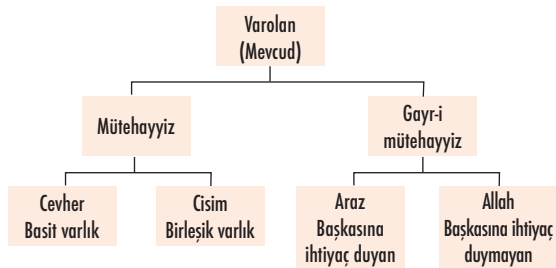 Varolan
(Mevcud)
Mütehayyiz
Gayr-i
mütehayyiz
Cevher
Basit varlık
Cisim
Birleşik varlık
Araz
Başkasına
ihtiyaç duyan
Allah
Başkasına ihtiyaç
duymayan